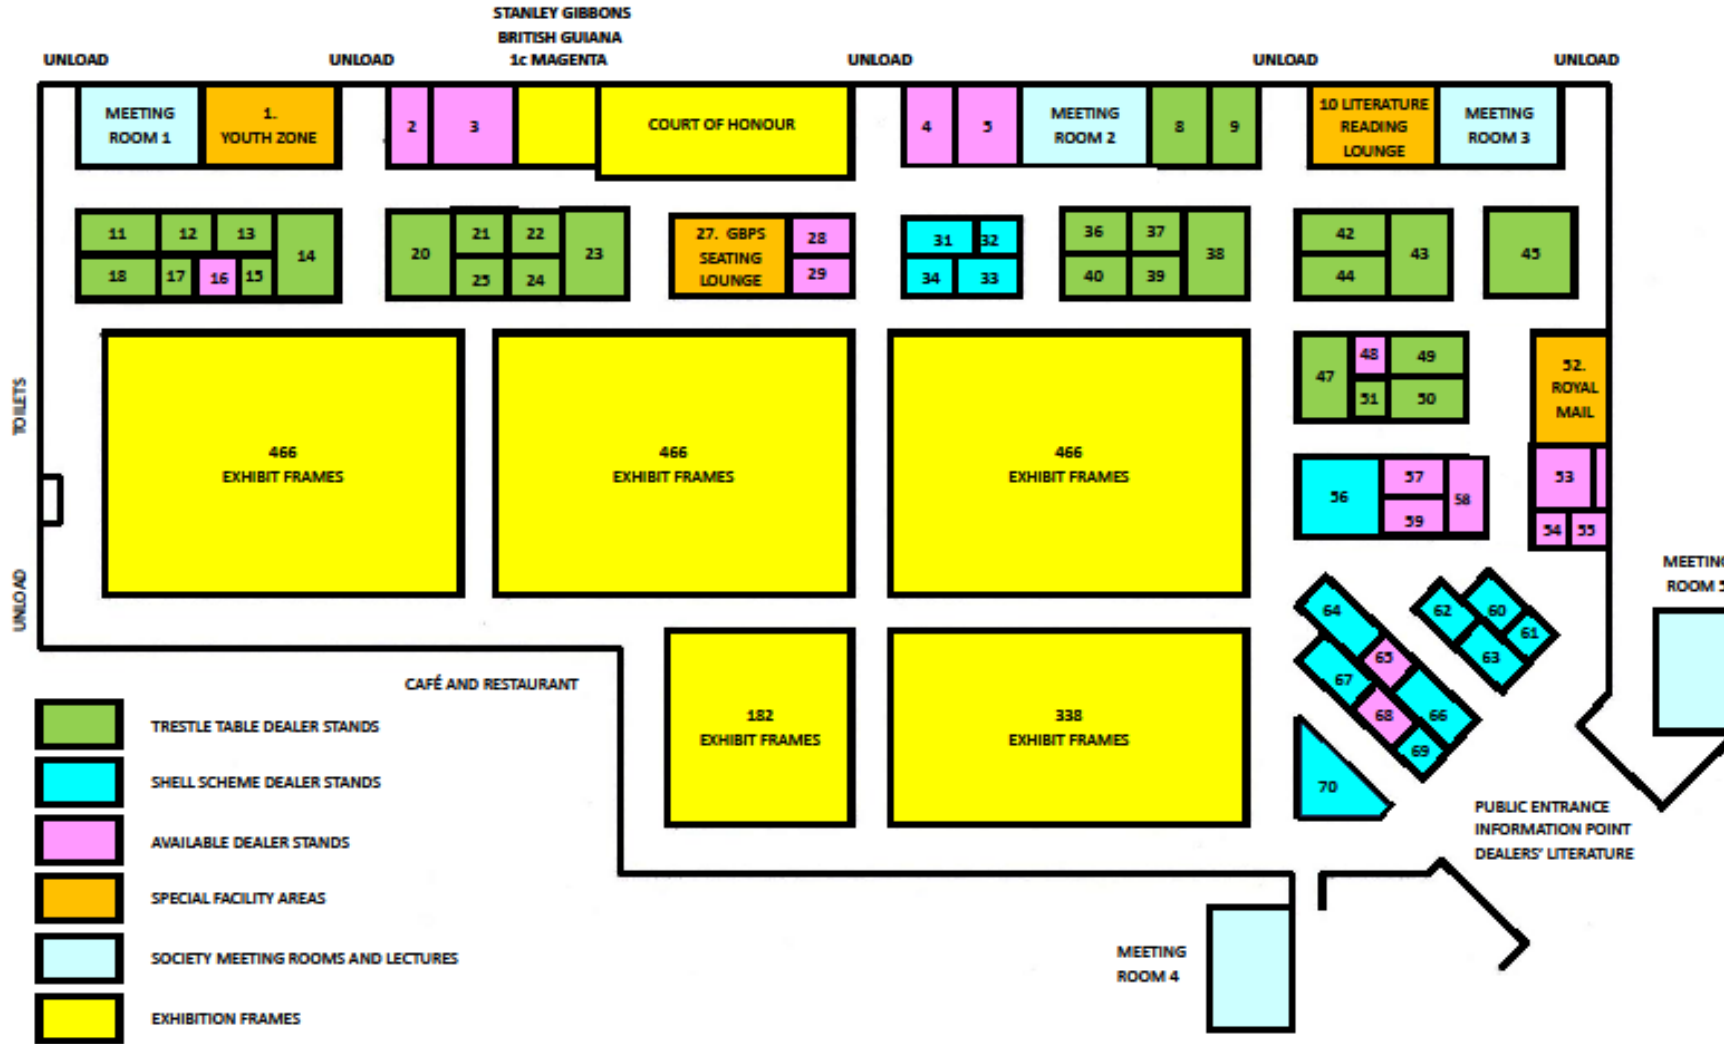 STANLEY GIBBONS
BRITISH GUIANA
1c MAGENTA
UNLOAD
UNLOAD
UNLOAD
UNLOAD
UNLOAD
MEETING
ROOM 1
1.
YOUTH ZONE
2
3
COURT OF HONOUR
4
5
MEETING
ROOM 2
8
9
10 LITERATURE
READING
LOUNGE
MEETING
ROOM 3
11
12
13
14
18
17
16
15
20
21
22
23
25
24
27. GBPS
SEATING
LOUNGE
28
29
31
32
34
33
36
37
38
40
39
42
43
44
45
47
48
49
51
50
52.
ROYAL
MAIL
TOILETS
466
EXHIBIT FRAMES
466
EXHIBIT FRAMES
466
EXHIBIT FRAMES
56
57
58
59
53
54
55
UNLOAD
MEETING
ROOM 5
64
65
66
67
68
69
62
60
61
63
70
CAFÉ AND RESTAURANT
182
EXHIBIT FRAMES
338
EXHIBIT FRAMES
TRESTLE TABLE DEALER STANDS
SHELL SCHEME DEALER STANDS
AVAILABLE DEALER STANDS
SPECIAL FACILITY AREAS
SOCIETY MEETING ROOMS AND LECTURES
EXHIBITION FRAMES
PUBLIC ENTRANCE
INFORMATION POINT
DEALERS' LITERATURE
MEETING
ROOM 4